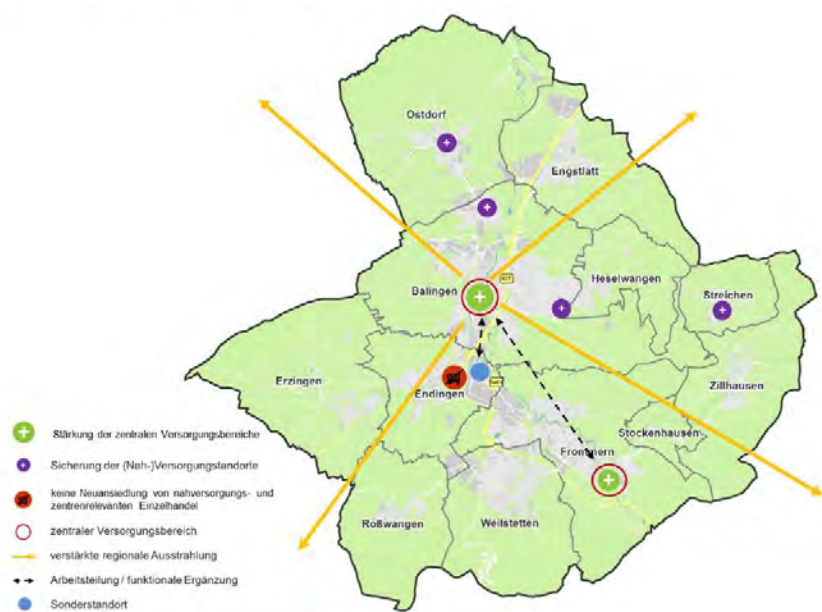 Ostdorf
Engstlatt
Heselwangen
Balingen
Streichen
Erzingen
Endingen
Zillhausen
Stockenhausen
Frommern
Roßwangen
Weilstetten
Stärkung der zentralen Versorgungsbereiche
Sicherung der (Nah-)Versorgungstandorte
keine Neuansiedlung von nahversorgungs- und
zentrenrelevanten Einzelhandel
zentraler Versorgungsbereich
verstärkte regionale Ausstrahlung
Arbeitsteilung / funktionale Ergänzung
Sonderstandort